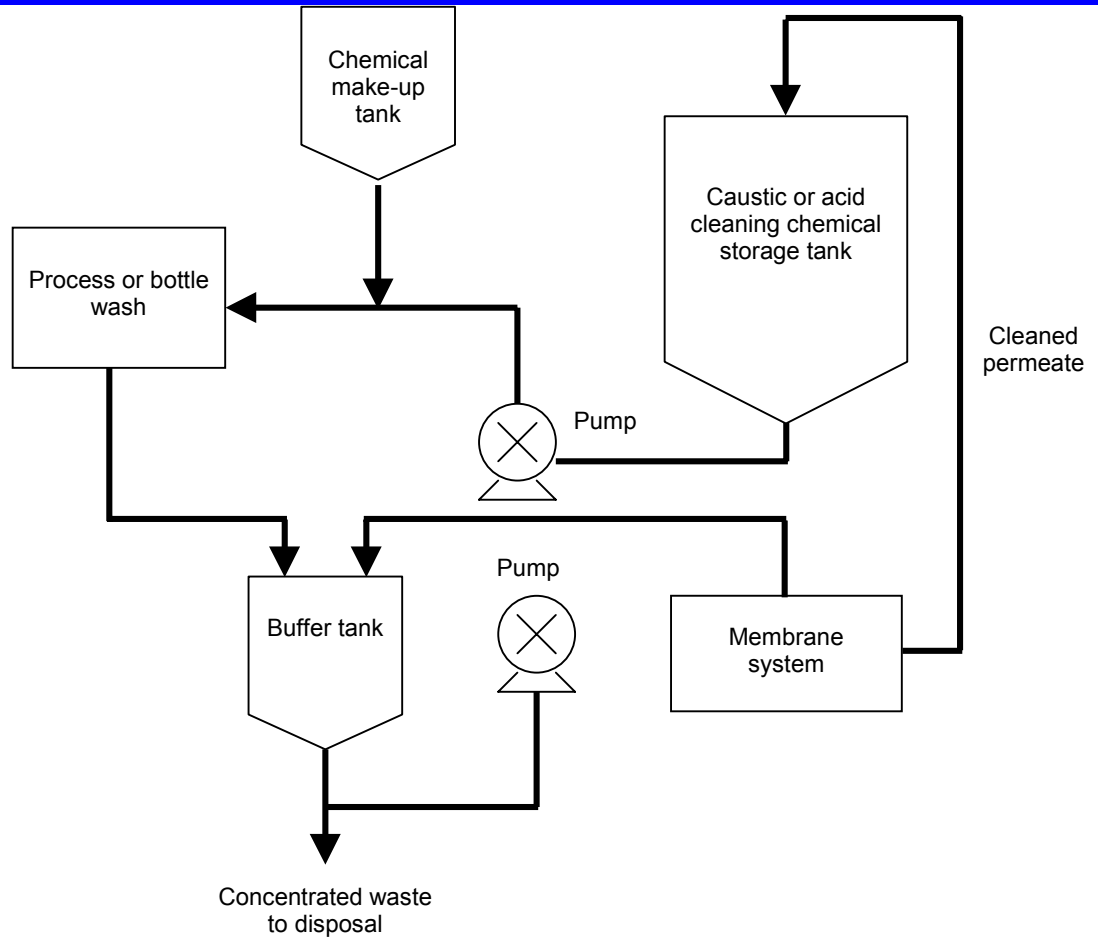 Chemical
make-up
tank
Caustic or acid
cleaning chemical
storage tank
Process or bottle
wash
Cleaned
permeate
Pump
Pump
Buffer tank
Membrane
system
Concentrated waste
to disposal